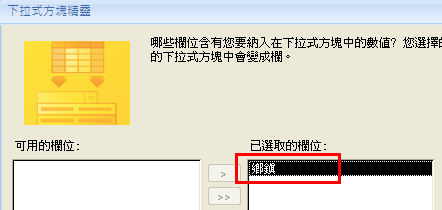 下拉式方塊精靈
哪些欄位含有您要納入在下拉式方塊中的數值? 您選擇的
的下拉式方塊中會變成欄。
可用的欄位:
已選取的欄位:
鄉鎮
>
>>